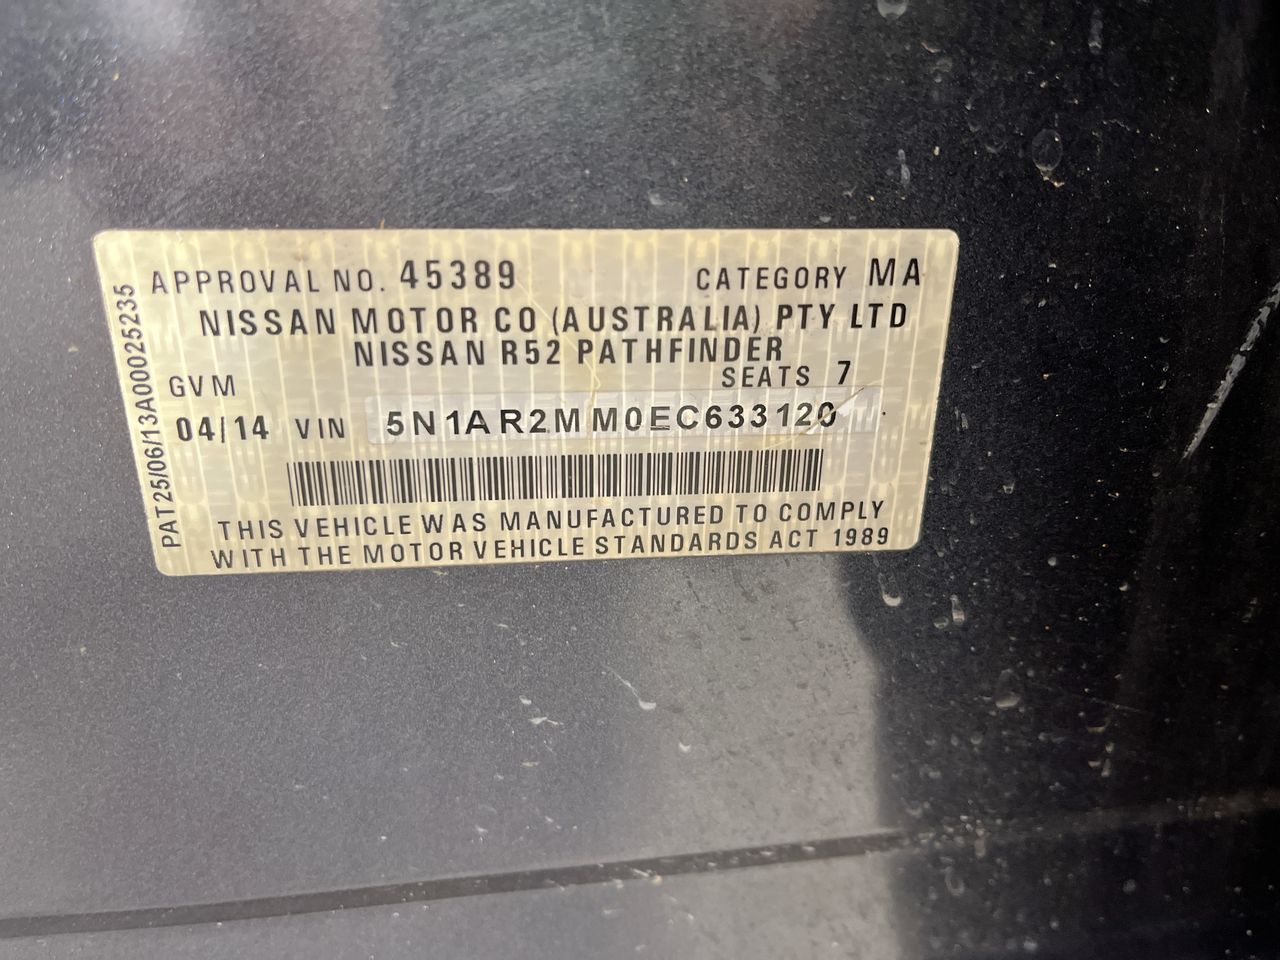 APPROVAL NO. 45389 CATEGORY MA
NISSAN MOTOR CO (AUSTRALIA) PTY LTD
NISSAN R52 PATHFINDER
GVM SEATS 7
04/14 VIN 5N1AR2MM0EC633120
THIS VEHICLE WAS MANUFACTURED TO COMPLY
WITH THE MOTOR VEHICLE STANDARDS ACT 1989
PAT25/06/13A00025235